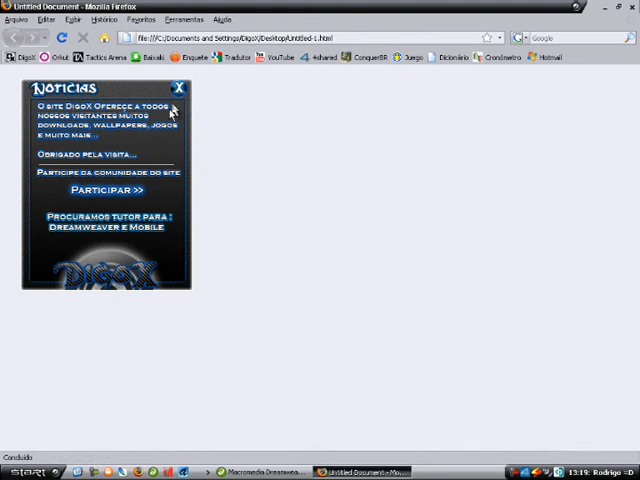 Untitled Document - Mozilla Firefox
Arquivo Editar Exibir Histórico Favoritos Ferramentas Ajuda
file:///C:/Documents and Settings/DigoX/Desktop/Untitled-1.html
Google
DigoX Orkut Tactics Arena Baixaki Enquete Tradutor ConquerBR YouTube 4shared Juego Dicionário Cronômetro Hotmail
Notícias X
O site DigoX Ofereçe a todos
nossos visitantes muitos
downloads, wallpapers, jogos
e muito mais...
Obrigado pela visita...
Participe da comunidade do site
Participar >>
Procuramos tutor para :
Dreamweaver e Mobile
DigoX
Concluído
start
Macromedia Dreamwea...
Untitled Document - Mo...
13:19: Rodrigo =D